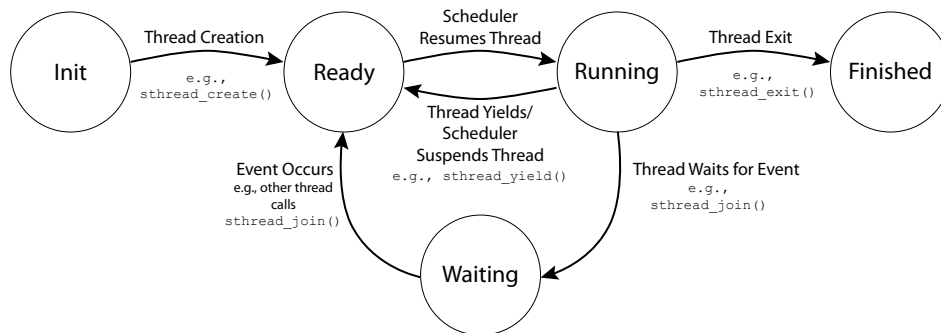 Init
Thread Creation
e.g.,
sthread_create()
Ready
Scheduler
Resumes Thread
Thread Yields/
Scheduler
Suspends Thread
e.g., sthread_yield()
Running
Thread Exit
e.g.,
sthread_exit()
Finished
Event Occurs
e.g., other thread
calls
sthread_join()
Thread Waits for Event
e.g.,
sthread_join()
Waiting